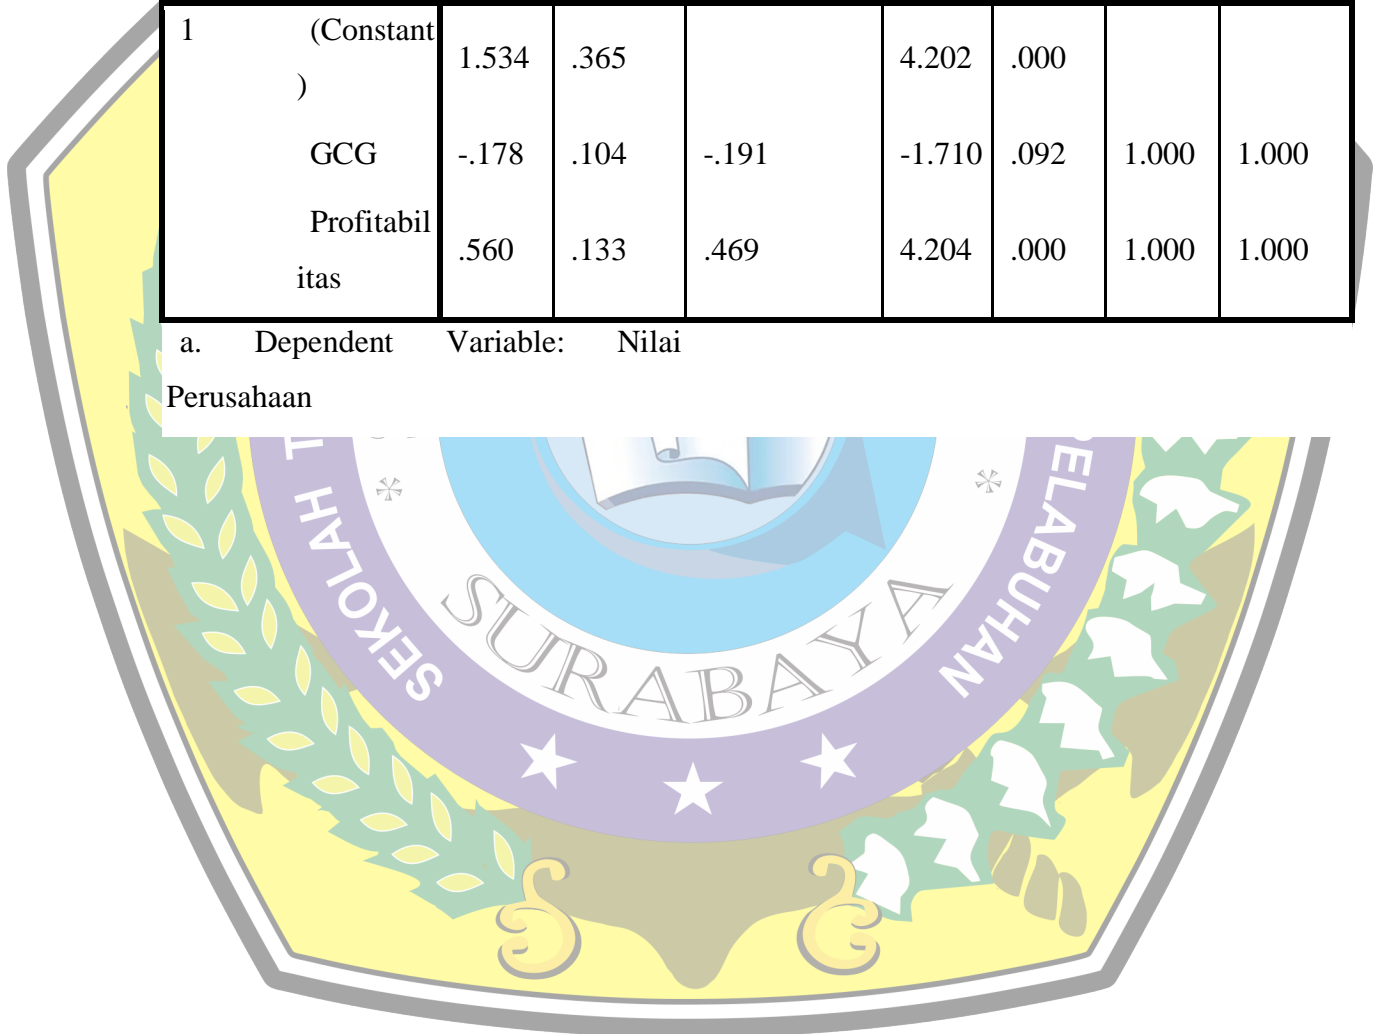 1 (Constant
) 1.534 .365 4.202 .000
GCG -.178 .104 -.191 -1.710 .092 1.000 1.000
Profitabil
itas .560 .133 .469 4.204 .000 1.000 1.000
a. Dependent Variable: Nilai
Perusahaan
SEKOLAH T
SURABAYA
ELABUHAN